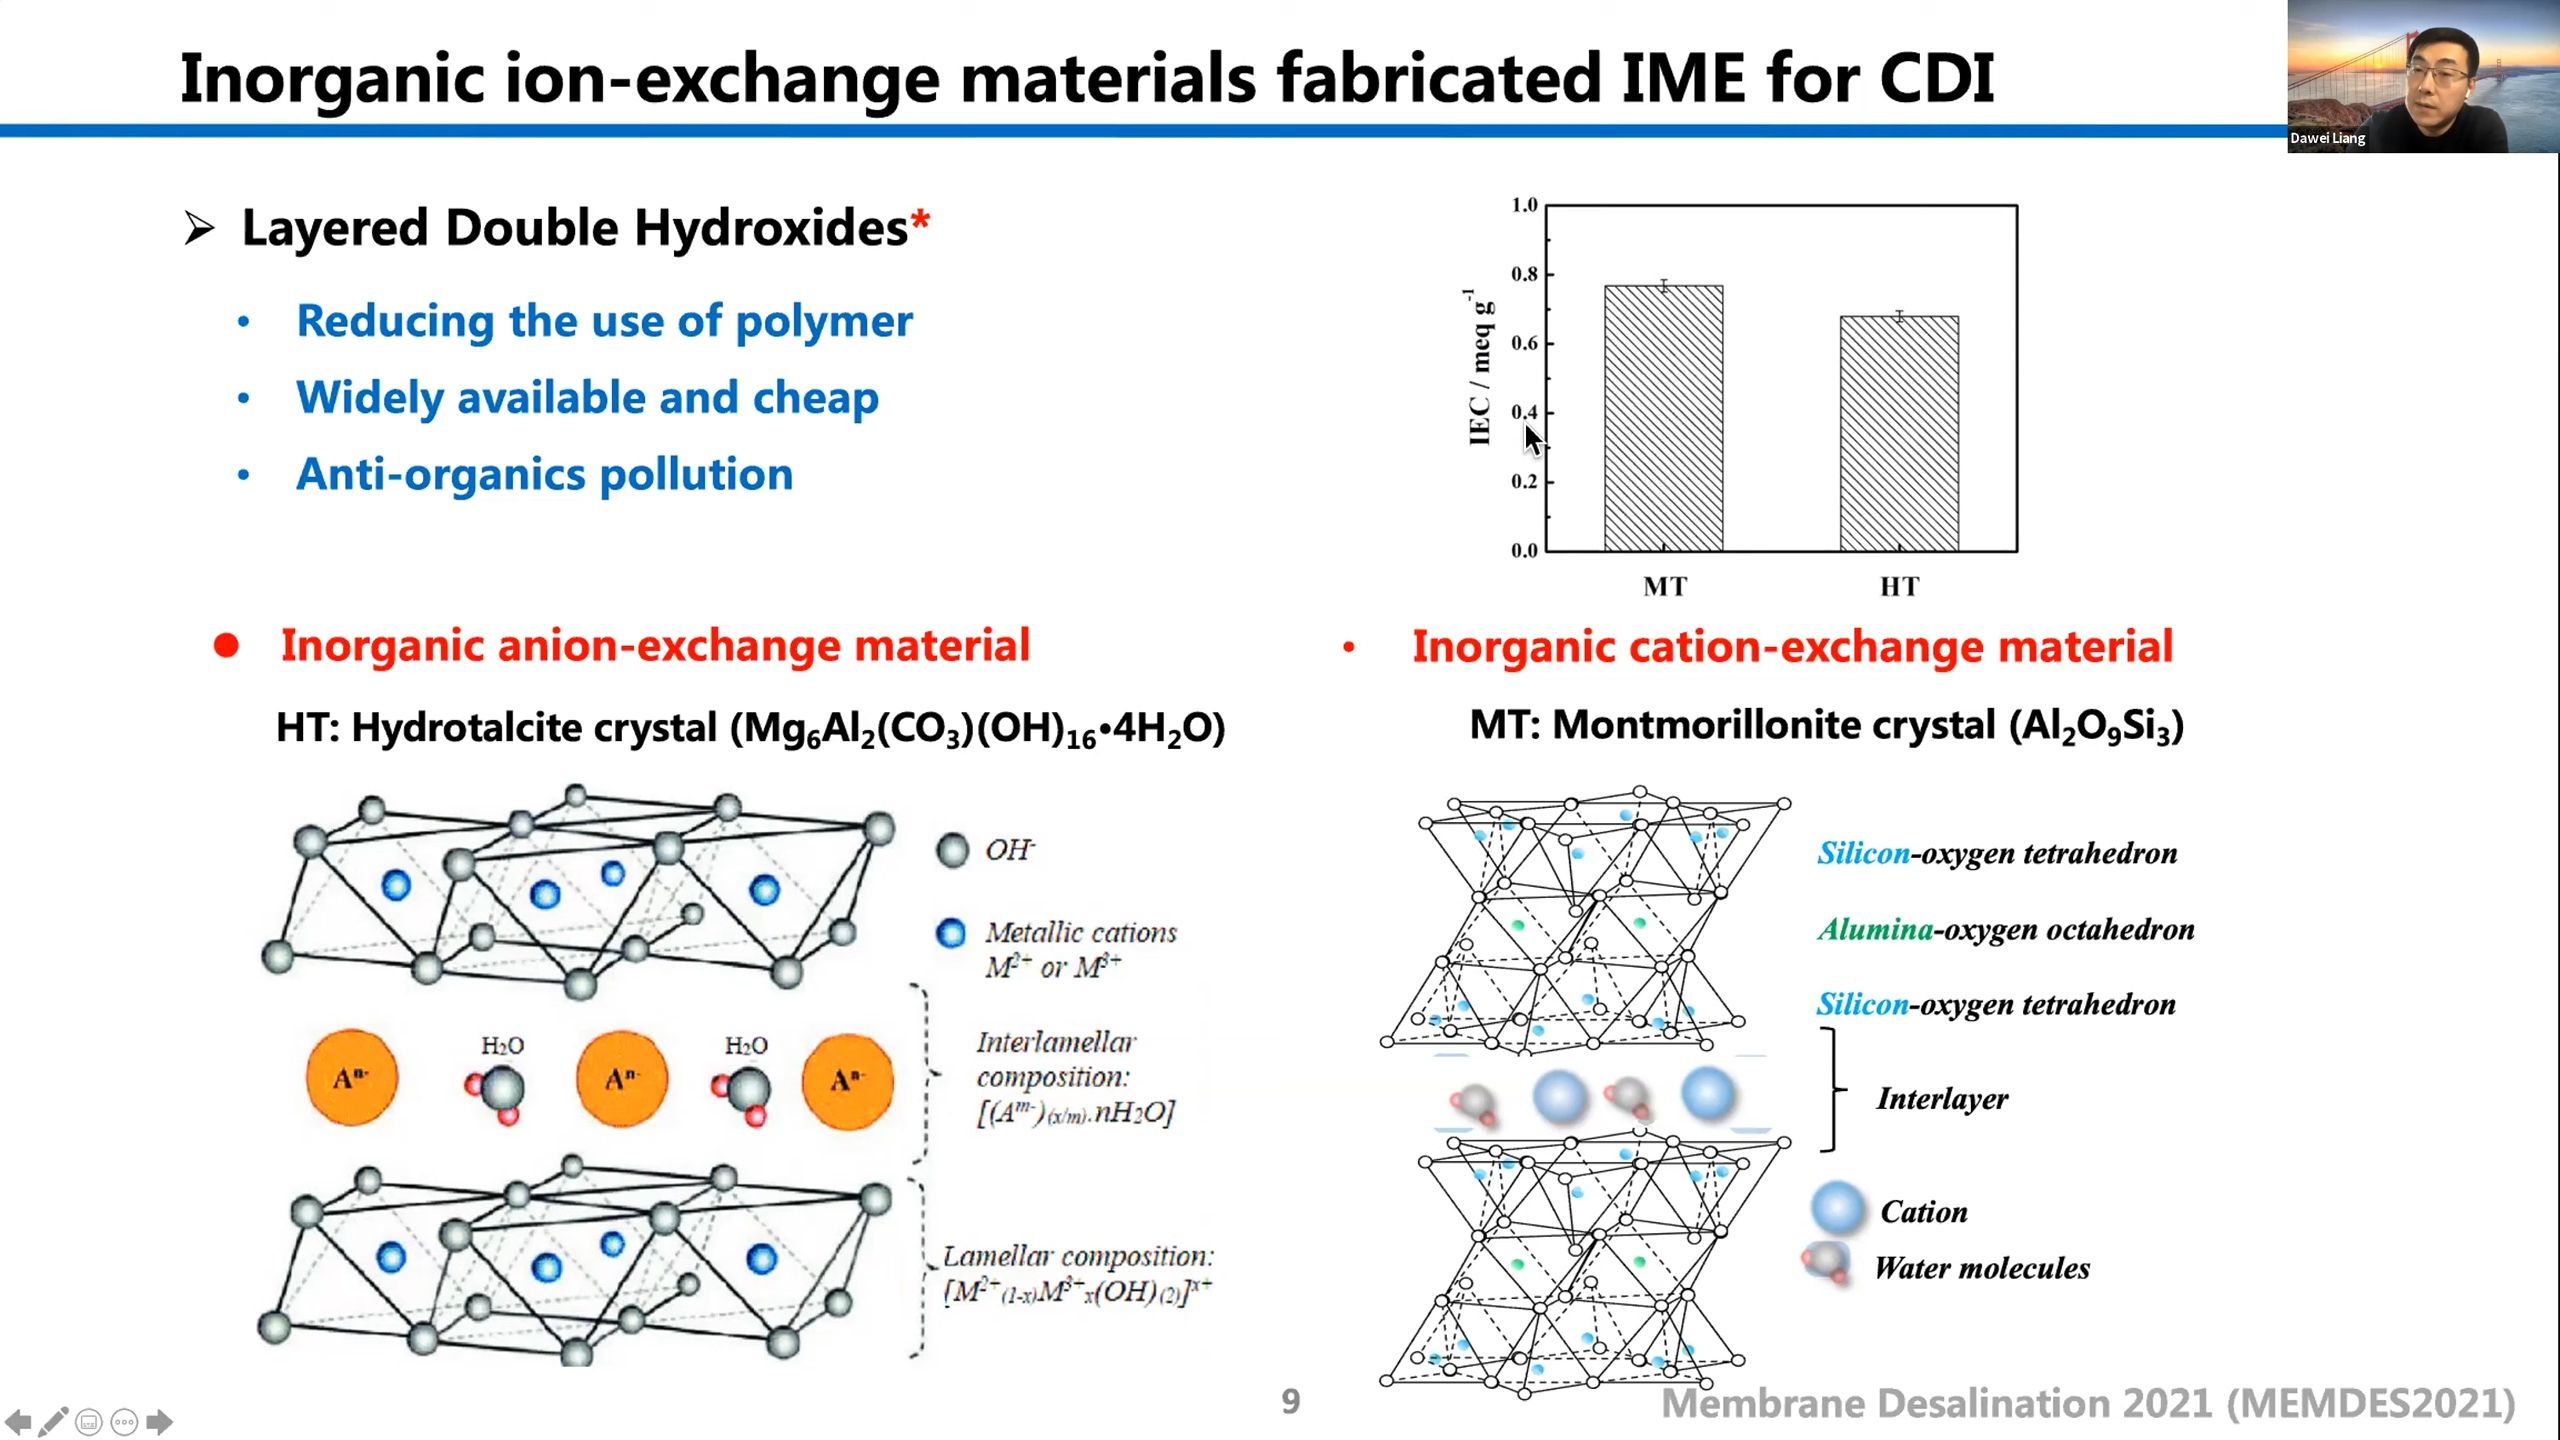 Inorganic ion-exchange materials fabricated IME for CDI
Dawei Liang
➢ Layered Double Hydroxides*
• Reducing the use of polymer
• Widely available and cheap
• Anti-organics pollution
IEC / meq g⁻¹
1.0
0.8
0.6
0.4
0.2
0.0
MT HT
● Inorganic anion-exchange material
HT: Hydrotalcite crystal (Mg₆Al₂(CO₃)(OH)₁₆•4H₂O)
OH⁻
Metallic cations
M²⁺ or M³⁺
H₂O H₂O
Aⁿ⁻ Aⁿ⁻ Aⁿ⁻
Interlamellar
composition:
[(Aᵐ⁻)(x/m).nH₂O]
Lamellar composition:
[M²⁺(1-x)M³⁺x(OH)(2)]ˣ⁺
• Inorganic cation-exchange material
MT: Montmorillonite crystal (Al₂O₉Si₃)
Silicon-oxygen tetrahedron
Alumina-oxygen octahedron
Silicon-oxygen tetrahedron
Interlayer
Cation
Water molecules
9
Membrane Desalination 2021 (MEMDES2021)